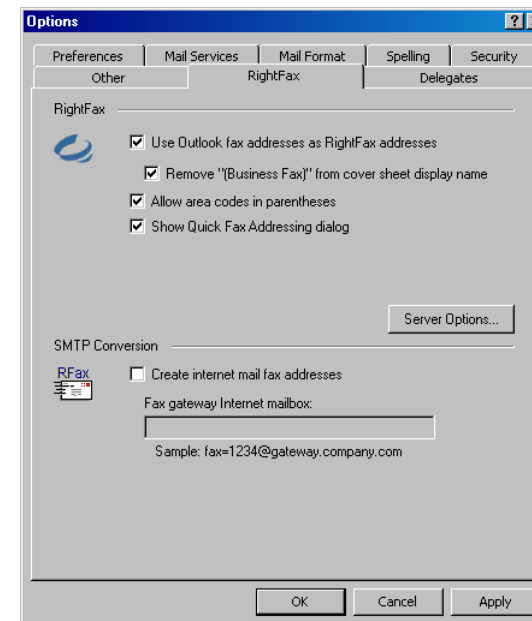 Options
Preferences Mail Services Mail Format Spelling Security
Other RightFax Delegates
RightFax
Use Outlook fax addresses as RightFax addresses
Remove "(Business Fax)" from cover sheet display name
Allow area codes in parentheses
Show Quick Fax Addressing dialog
Server Options...
SMTP Conversion
RFax
Create internet mail fax addresses
Fax gateway Internet mailbox:
Sample: fax=1234@gateway.company.com
OK Cancel Apply